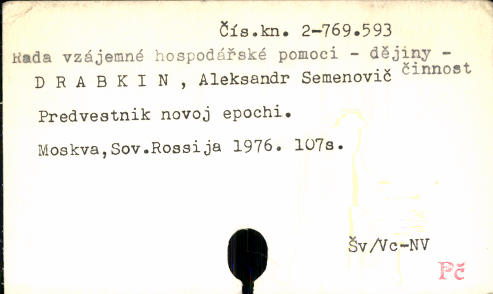 Čís.kn. 2-769.593
Rada vzájemné hospodářské pomoci - dějiny -
činnost
D R A B K I N , Aleksandr Semenovič
Predvestnik novoj epochi.
Moskva,Sov.Rossija 1976. 107s.
Šv/Vc-NV
Pč